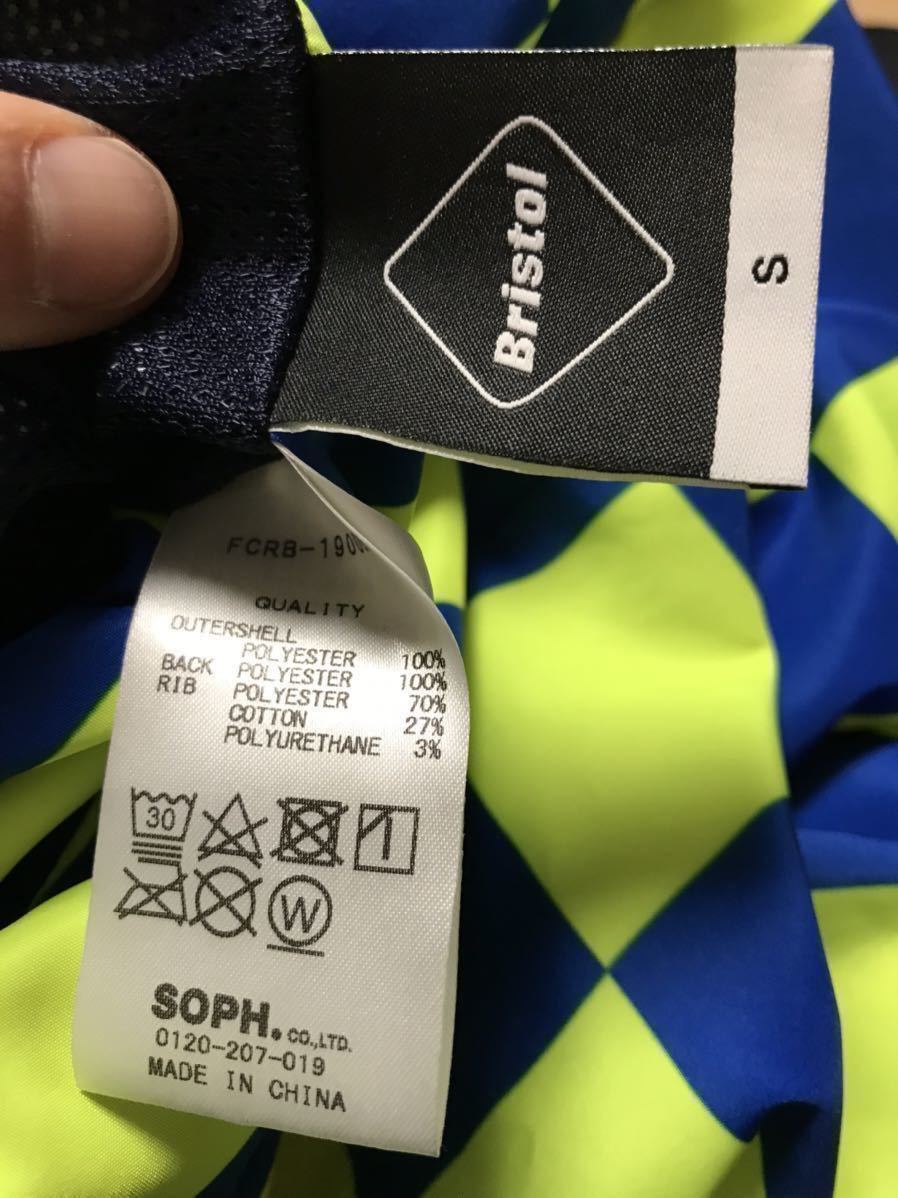 Bristol
S
QUALITY
OUTERSHELL
POLYESTER 100%
BACK POLYESTER 100%
RIB POLYESTER 70%
COTTON 27%
POLYURETHANE 3%
30
W
SOPH. CO.,LTD.
0120-207-019
MADE IN CHINA